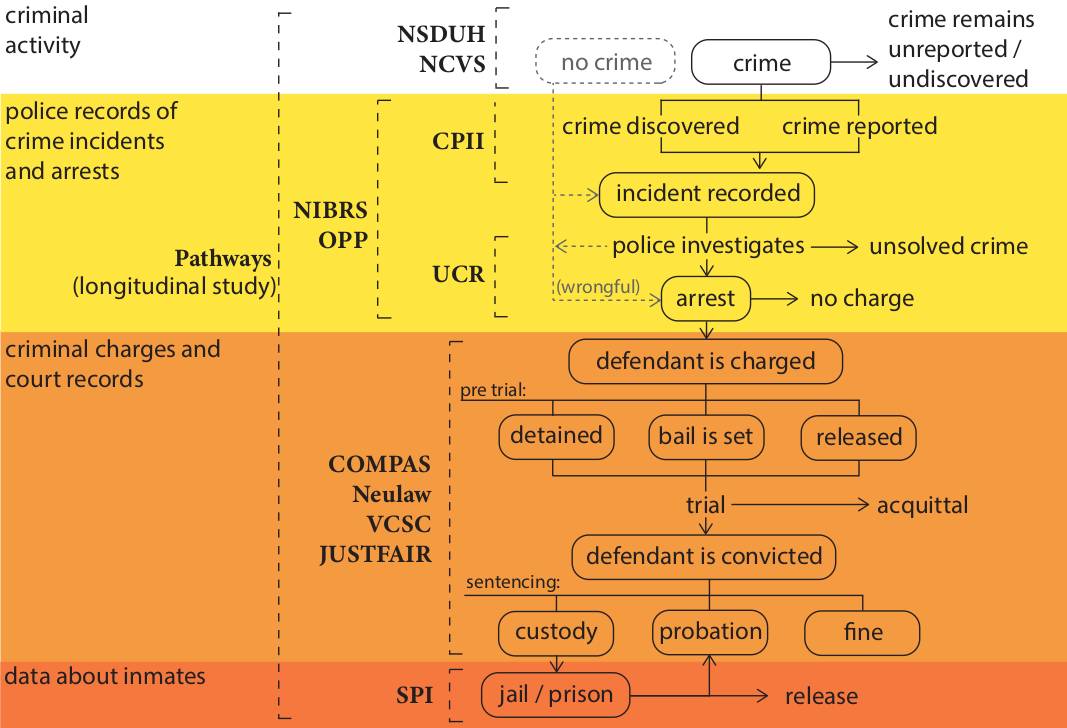 criminal
activity
NSDUH
NCVS
no crime
crime
crime remains
unreported /
undiscovered
police records of
crime incidents
and arrests
CPII
crime discovered
crime reported
incident recorded
NIBRS
OPP
police investigates
unsolved crime
Pathways
(longitudinal study)
UCR
(wrongful)
arrest
no charge
criminal charges and
court records
defendant is charged
pre trial:
detained
bail is set
released
COMPAS
Neulaw
VCSC
JUSTFAIR
trial
acquittal
defendant is convicted
sentencing:
custody
probation
fine
data about inmates
SPI
jail / prison
release